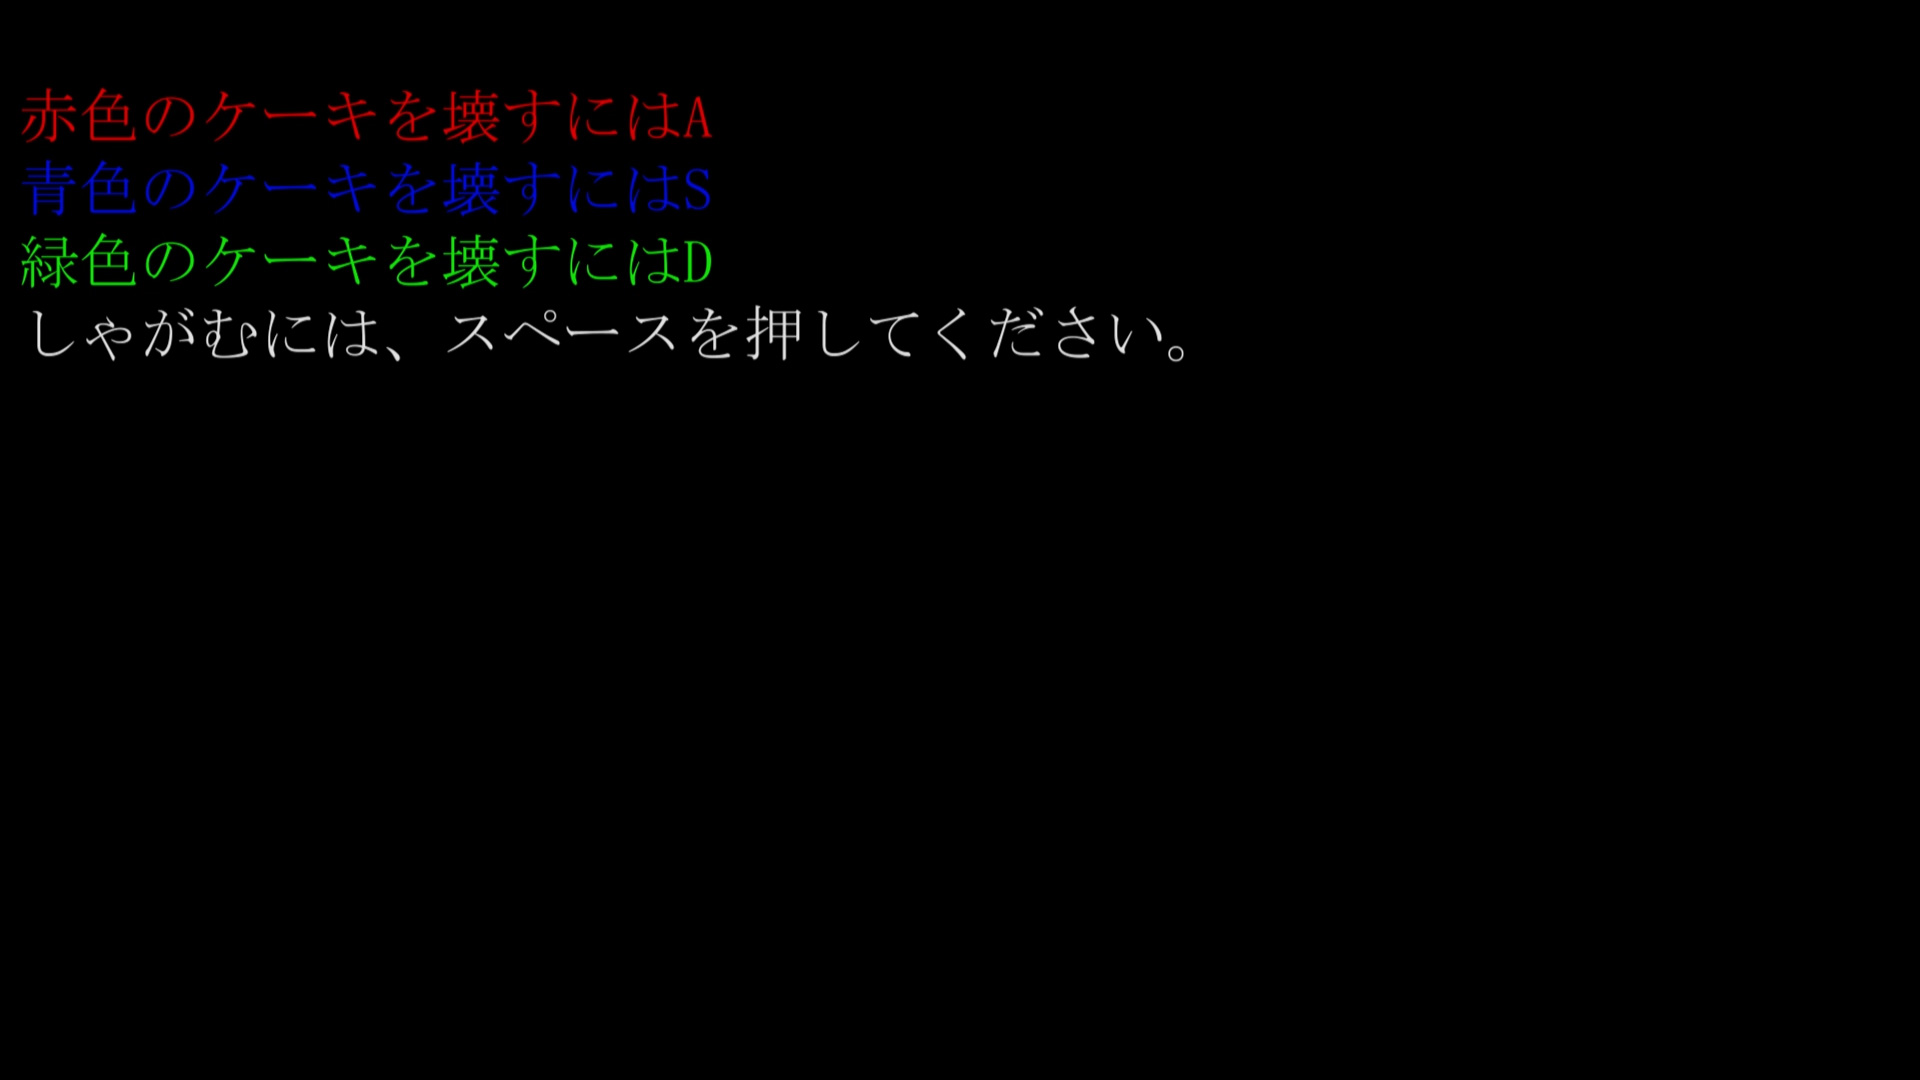 赤色のケーキを壊すにはA
青色のケーキを壊すにはS
緑色のケーキを壊すにはD
しゃがむには、スペースを押してください。